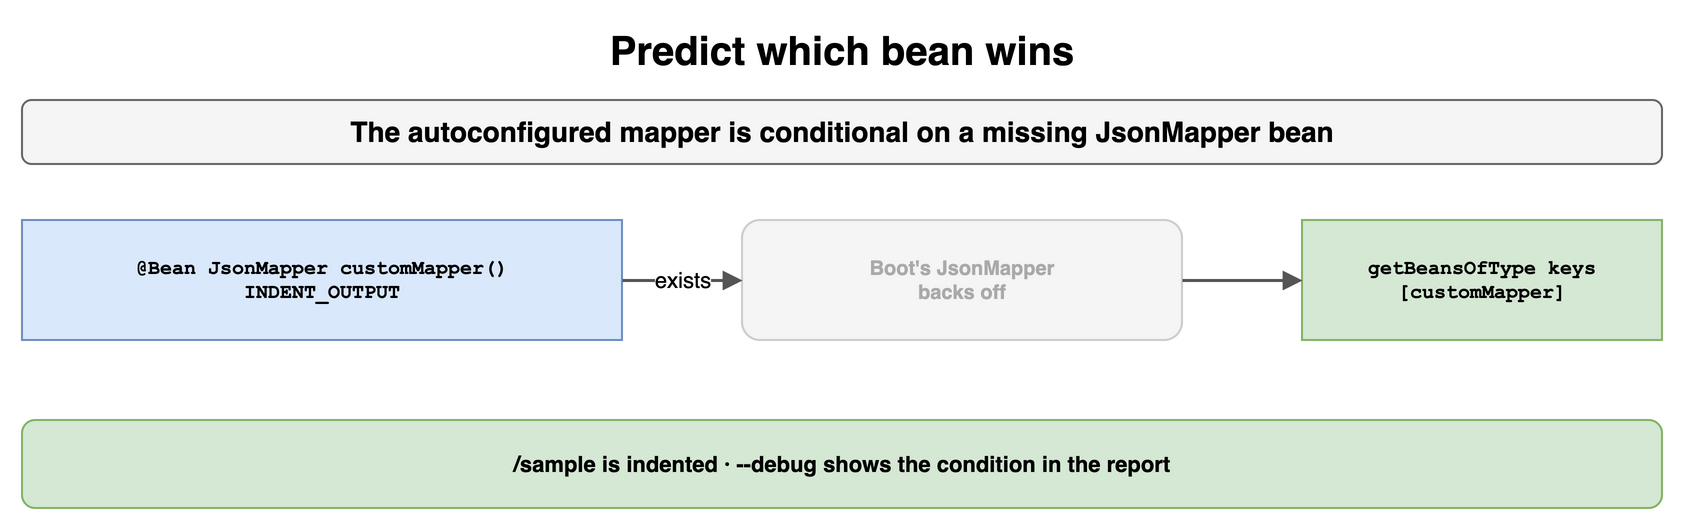 Predict which bean wins
The autoconfigured mapper is conditional on a missing JsonMapper bean
@Bean JsonMapper customMapper()
INDENT_OUTPUT
exists
Boot's JsonMapper
backs off
getBeansOfType keys
[customMapper]
/sample is indented · --debug shows the condition in the report